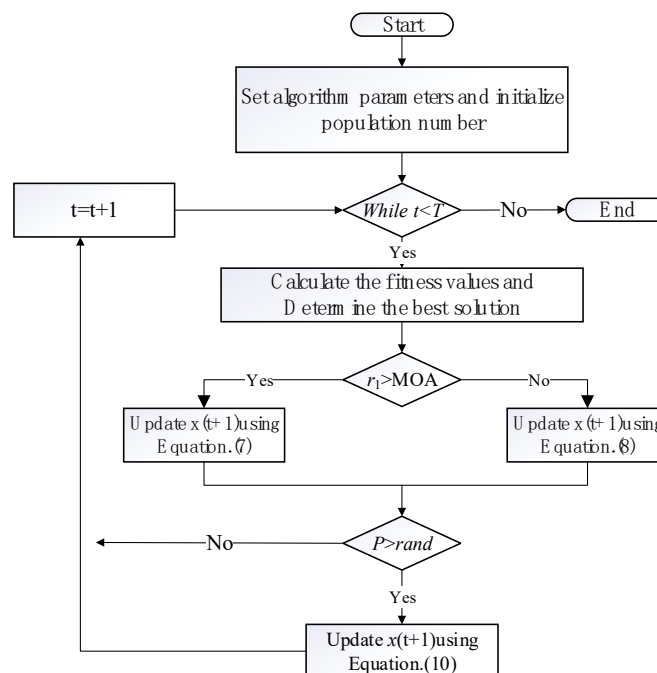 Start
Set algorithm parameters and initialize
population number
t=t+1
While t<T
No
End
Yes
Calculate the fitness values and
Determine the best solution
Yes
r1>MOA
No
Update x(t+1)using
Equation.(7)
Update x(t+1)using
Equation.(8)
No
P>rand
Yes
Update x(t+1)using
Equation.(10)